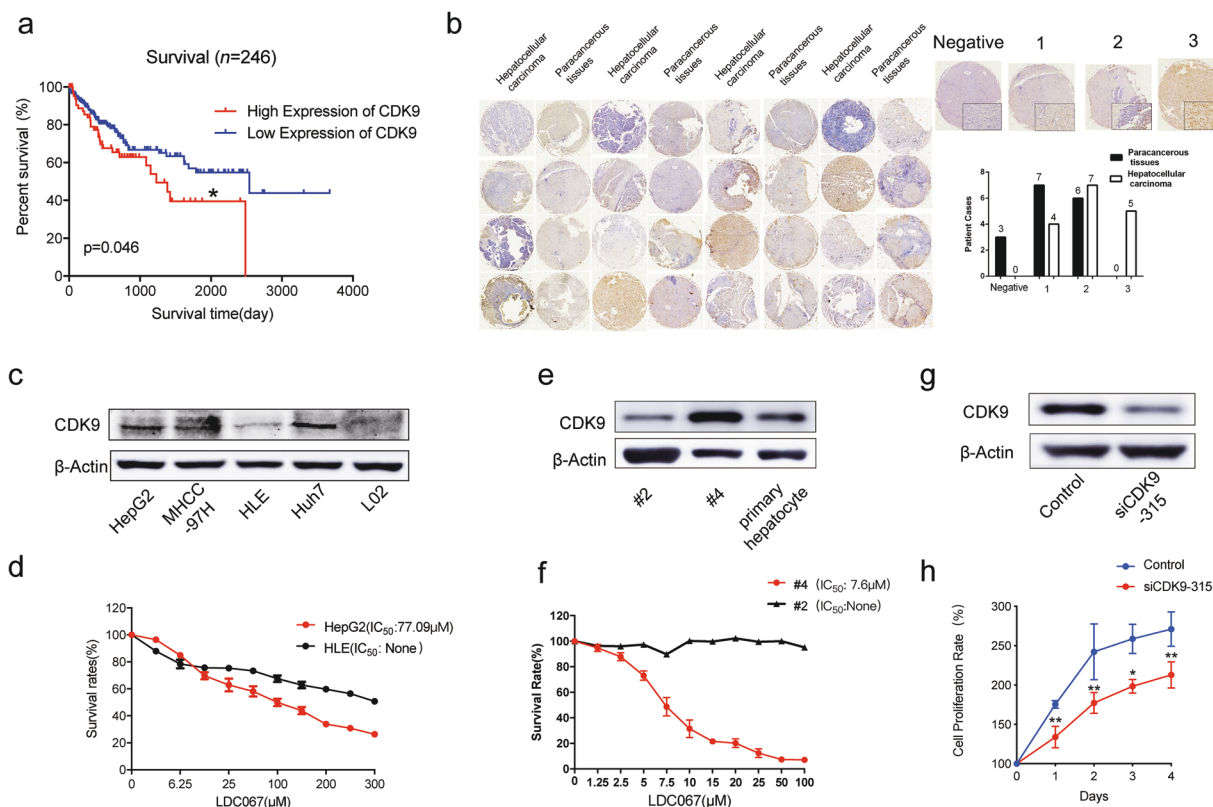 a
Survival (n=246)
Percent survival (%)
100
80
60
40
20
0
High Expression of CDK9
Low Expression of CDK9
*
p=0.046
0
1000
2000
3000
4000
Survival time(day)
b
Hepatocellular
carcinoma
Paracancerous
tissues
Hepatocellular
carcinoma
Paracancerous
tissues
Hepatocellular
carcinoma
Paracancerous
tissues
Hepatocellular
carcinoma
Paracancerous
tissues
Negative
1
2
3
Paracancerous
tissues
Hepatocellular
carcinoma
Patient Cases
8
6
4
2
0
3
0
7
4
6
7
0
5
Negative
1
2
3
c
CDK9
β-Actin
HepG2
MHCC
-97H
HLE
Huh7
L02
d
Survival rates(%)
120
100
80
60
40
20
0
HepG2(IC50:77.09μM)
HLE(IC50: None)
0
6.25
25
100
200
300
LDC067(μM)
e
CDK9
β-Actin
#2
#4
primary
hepatocyte
f
Survival Rate(%)
120
100
80
60
40
20
0
#4 (IC50: 7.6μM)
#2 (IC50:None)
0
1.25
2.5
5
7.5
10
15
20
25
50
100
LDC067(μM)
g
CDK9
β-Actin
Control
siCDK9
-315
h
Control
siCDK9-315
Cell Proliferation Rate (%)
300
250
200
150
100
**
**
*
**
0
1
2
3
4
Days